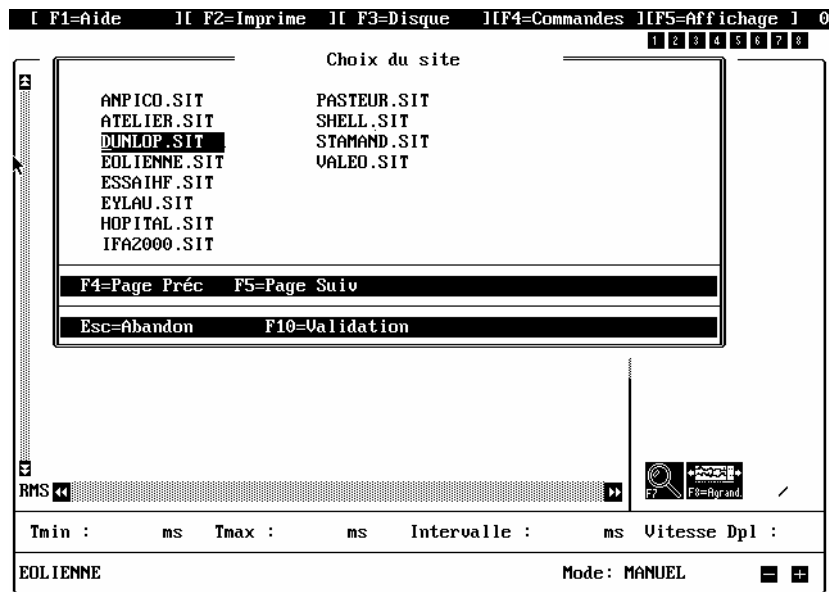 [ F1=Aide ][ F2=Imprime ][ F3=Disque ][F4=Commandes ][F5=Affichage ] 0
1 2 3 4 5 6 7 8
Choix du site
ANPICO.SIT PASTEUR.SIT
ATELIER.SIT SHELL.SIT
DUNLOP.SIT STAMAND.SIT
EOLIENNE.SIT VALEO.SIT
ESSAIHF.SIT
EYLAU.SIT
HOPITAL.SIT
IFA2000.SIT
F4=Page Préc F5=Page Suiv
Esc=Abandon F10=Validation
F7 F8=Agrand.
RMS
Tmin : ms Tmax : ms Intervalle : ms Vitesse Dpl :
EOLIENNE Mode: MANUEL - +